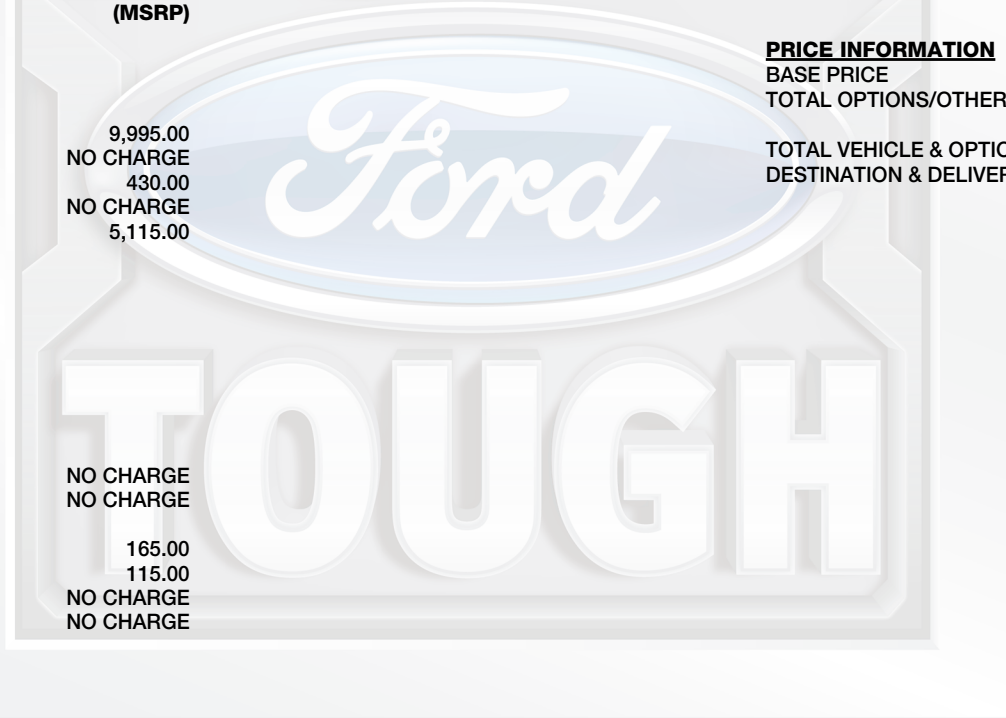 (MSRP)
9,995.00
NO CHARGE
430.00
NO CHARGE
5,115.00
NO CHARGE
NO CHARGE
165.00
115.00
NO CHARGE
NO CHARGE
PRICE INFORMATION
BASE PRICE
TOTAL OPTIONS/OTHER
TOTAL VEHICLE & OPTIO
DESTINATION & DELIVER
Ford
TOUGH